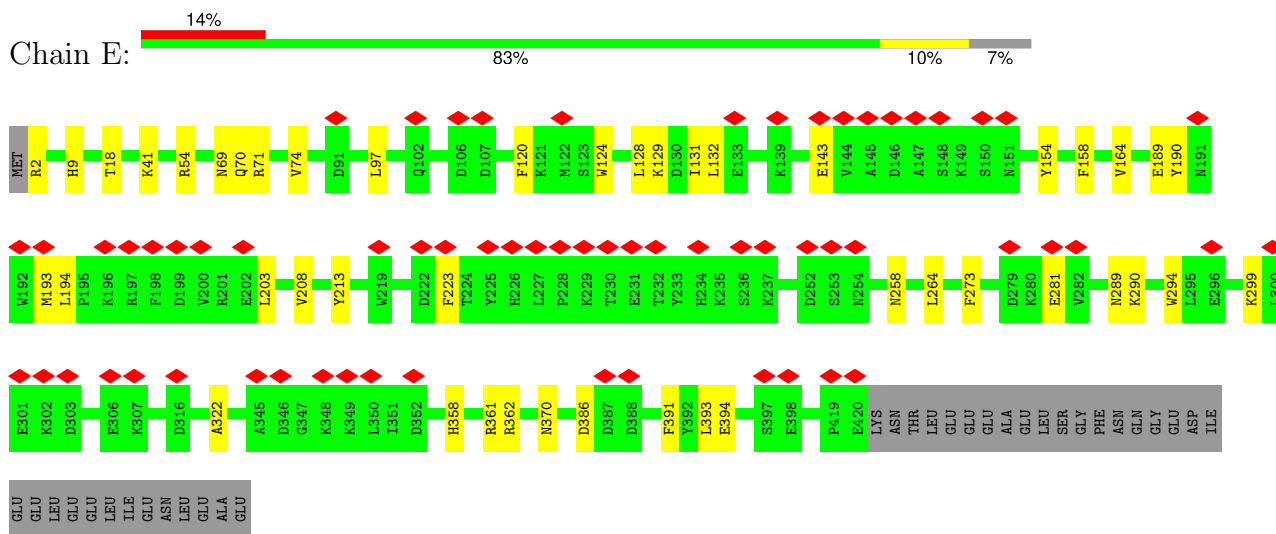 14%
Chain E:
83% 10% 7%
MET R2 H9 T18 K41 R54 N69 Q70 R71 V74 D91 L97 Q102 D106 D107 F120 K121 M122 S123 W124 L128 K129 D130 I131 L132 E133 K139 E143 V144 A145 D146 A147 S148 K149 S150 N151 Y154 F158 V164 E189 Y190 N191
W192 M193 L194 P195 K196 R197 F198 D199 V200 R201 E202 L203 V208 Y213 W219 D222 F223 T224 Y225 H226 L227 P228 K229 T230 E231 T232 Y233 H234 K235 S236 K237 D252 S253 N254 N258 L264 F273 D279 K280 E281 V282 N289 K290 W294 L295 E296 K299 L300
E301 K302 D303 E306 K307 D316 A322 A345 D346 G347 K348 K349 L350 I351 D352 H358 R361 R362 N370 D386 D387 D388 F391 Y392 L393 E394 S397 E398 P419 E420 LYS ASN THR LEU GLU GLU GLU ALA GLU LEU SER GLY PHE ASN GLN GLY GLU ASP ILE
GLU GLU LEU GLU GLU LEU ILE GLU ASN LEU GLU ALA GLU